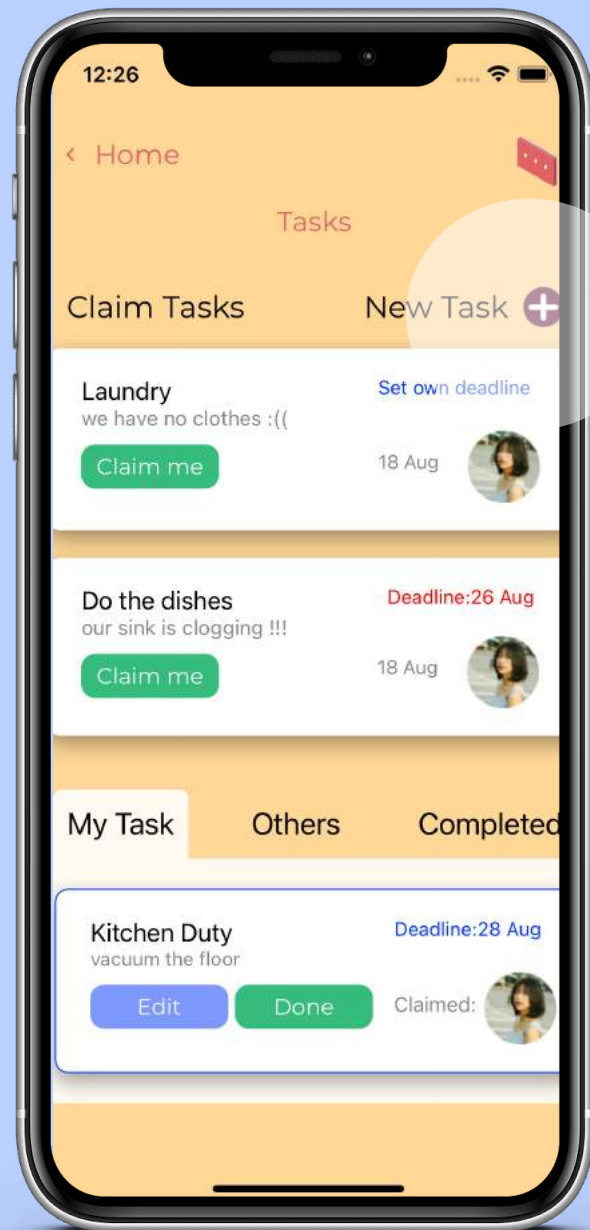 12:26
< Home
Tasks
Claim Tasks
New Task
Laundry
Set own deadline
we have no clothes :((
Claim me
18 Aug
Do the dishes
Deadline:26 Aug
our sink is clogging !!!
Claim me
18 Aug
My Task
Others
Completed
Kitchen Duty
Deadline:28 Aug
vacuum the floor
Edit
Done
Claimed: